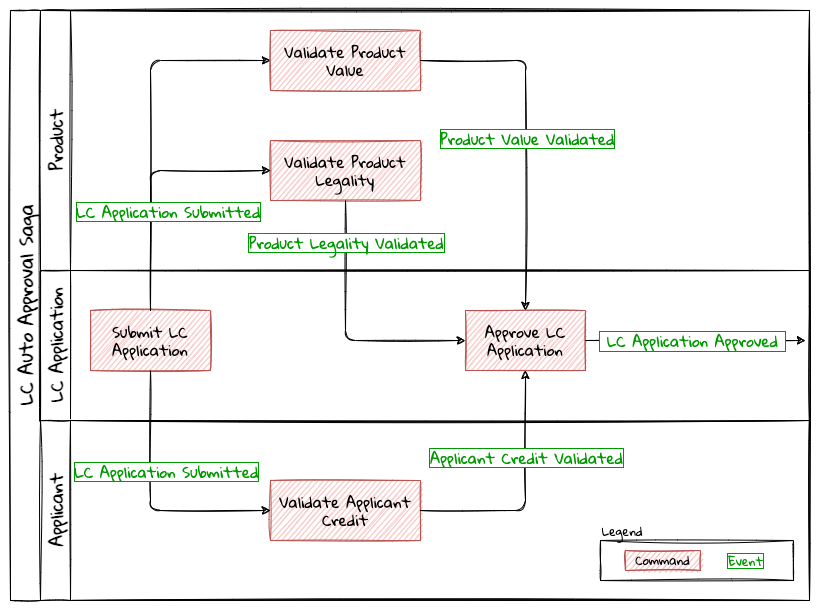 LC Auto Approval Saga
Product
Validate Product
Value
Product Value Validated
Validate Product
Legality
LC Application Submitted
Product Legality Validated
LC Application
Submit LC
Application
Approve LC
Application
LC Application Approved
Applicant
LC Application Submitted
Applicant Credit Validated
Validate Applicant
Credit
Legend
Command
Event